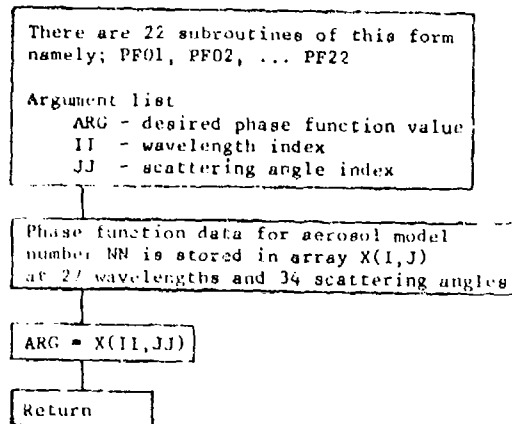 There are 22 subroutines of this form
namely; PF01, PF02, ... PF22
Argument list
ARG - desired phase function value
II - wavelength index
JJ - scattering angle index
Phase function data for aerosol model
number NN is stored in array X(I,J)
at 27 wavelengths and 34 scattering angles
ARG = X(II,JJ)
Return